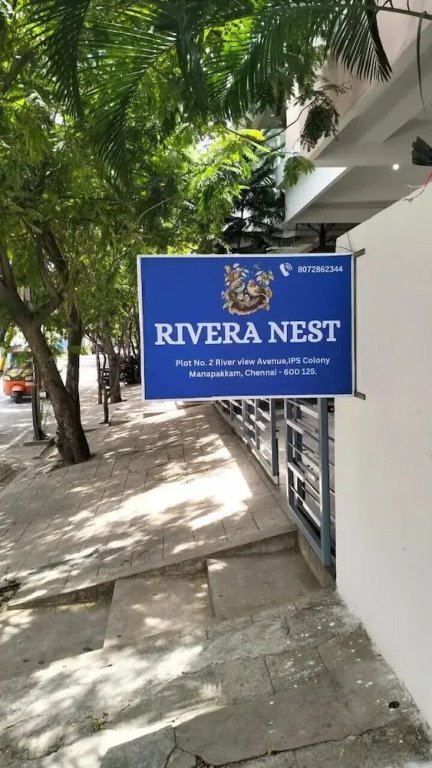 8072862344
RIVERA NEST
Plot No. 2 River view Avenue,IPS Colony
Manapakkam, Chennai - 600 125.